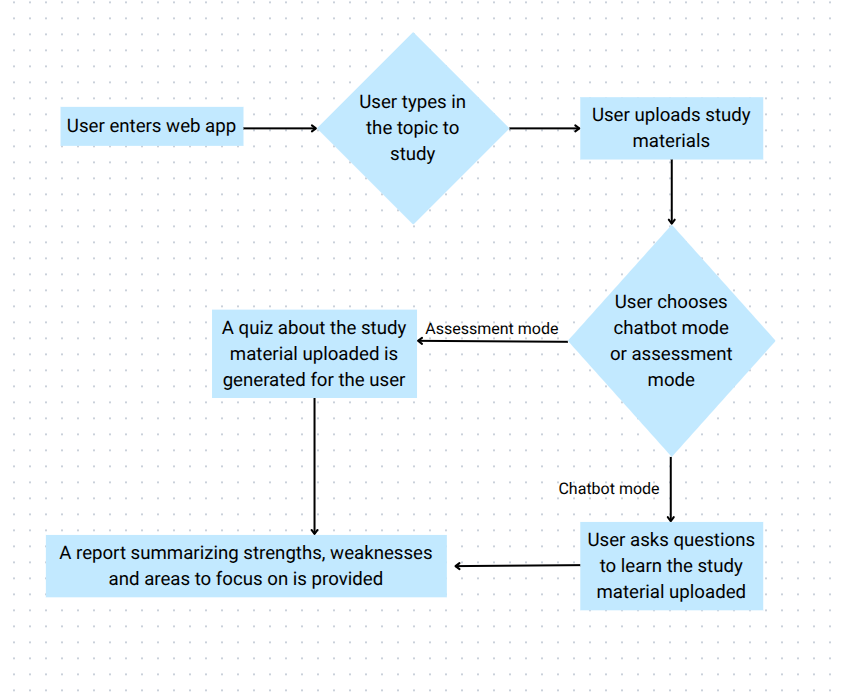 User enters web app
User types in
the topic to
study
User uploads study
materials
User chooses
chatbot mode
or assessment
mode
Assessment mode
A quiz about the study
material uploaded is
generated for the user
Chatbot mode
User asks questions
to learn the study
material uploaded
A report summarizing strengths, weaknesses
and areas to focus on is provided